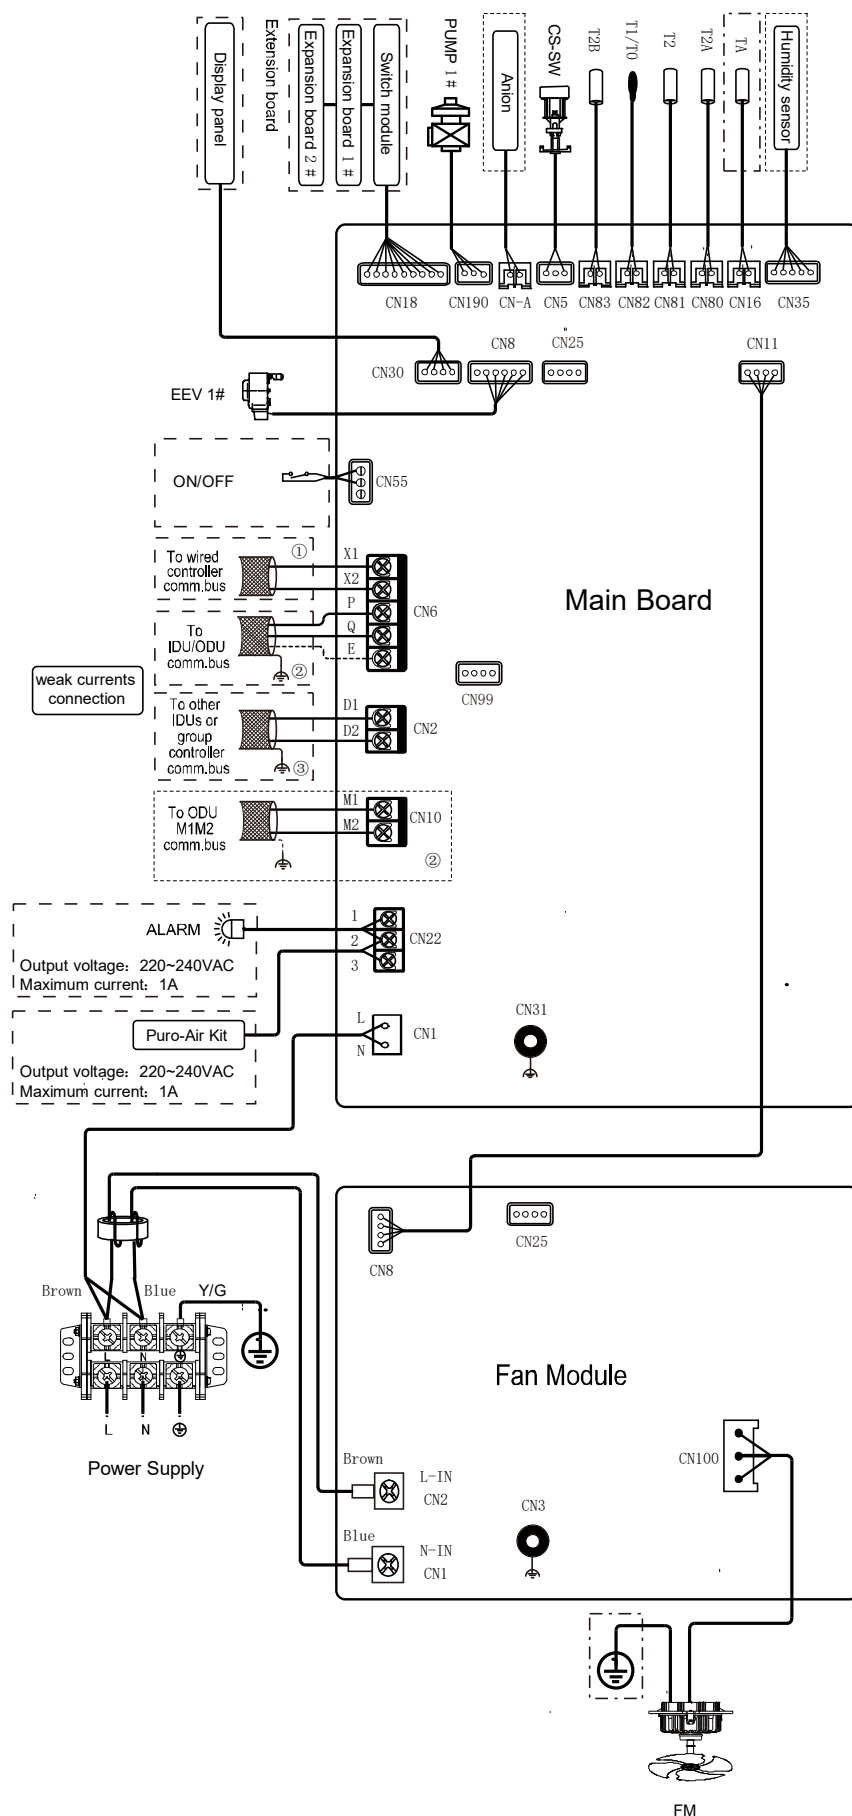 Display panel
Extension board
Expansion board 2 #
Expansion board 1 #
Switch module
PUMP 1#
Anion
CS-SW
T2B
T1/T0
T2
T2A
TA
Humidity sensor
CN18
CN190
CN-A
CN5
CN83
CN82
CN81
CN80
CN16
CN35
CN30
CN8
CN25
CN11
EEV 1#
ON/OFF
CN55
To wired
controller
comm.bus
①
X1
X2
P
Q
E
CN6
To
IDU/ODU
comm.bus
②
Main Board
weak currents
connection
CN99
To other
IDUs or
group
controller
comm.bus
③
D1
D2
CN2
To ODU
M1M2
comm.bus
M1
M2
CN10
②
ALARM
1
2
3
CN22
Output voltage: 220~240VAC
Maximum current: 1A
Puro-Air Kit
Output voltage: 220~240VAC
Maximum current: 1A
L
N
CN1
CN31
CN8
CN25
Brown
Blue
Y/G
L
N
L
N
Power Supply
Fan Module
Brown
L-IN
CN2
Blue
N-IN
CN1
CN3
CN100
FM